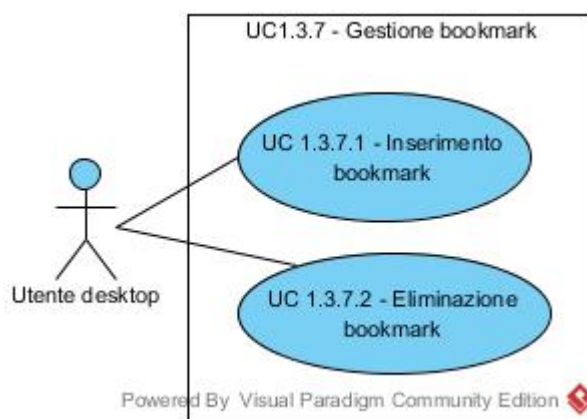 UC1.3.7 - Gestione bookmark
UC 1.3.7.1 - Inserimento
bookmark
Utente desktop
UC 1.3.7.2 - Eliminazione
bookmark
Powered By Visual Paradigm Community Edition